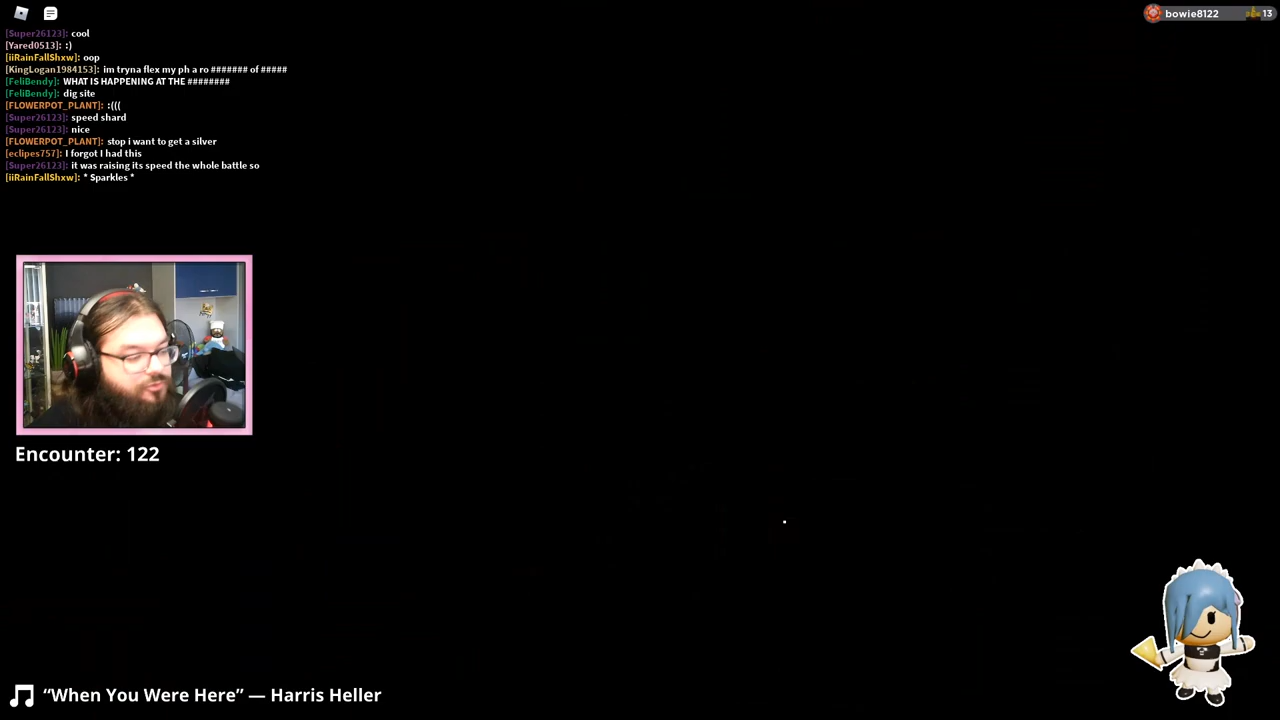 [Super26123]: cool
[Yared0513]: :)
[iiRainFallShxw]: oop
[KingLogan1984153]: im tryna flex my ph a ro ####### of #####
[FeliBendy]: WHAT IS HAPPENING AT THE ########
[FeliBendy]: dig site
[FLOWERPOT_PLANT]: :(((
[Super26123]: speed shard
[Super26123]: nice
[FLOWERPOT_PLANT]: stop i want to get a silver
[eclipes757]: I forgot I had this
[Super26123]: it was raising its speed the whole battle so
[iiRainFallShxw]: * Sparkles *
bowie8122 13
Encounter: 122
“When You Were Here” — Harris Heller